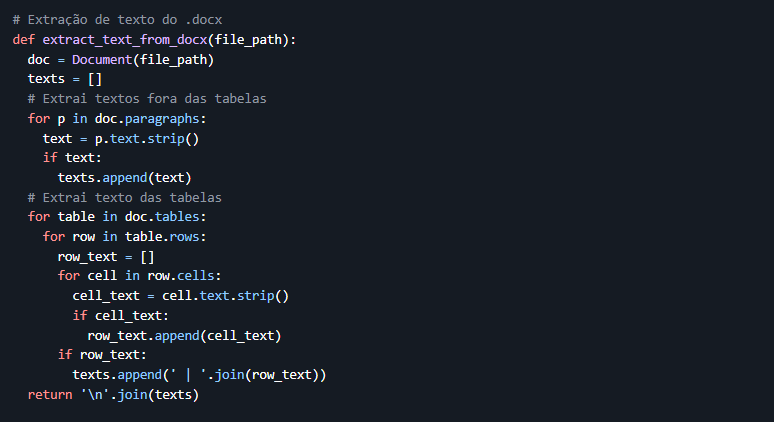 # Extração de texto do .docx
def extract_text_from_docx(file_path):
  doc = Document(file_path)
  texts = []
  # Extrai textos fora das tabelas
  for p in doc.paragraphs:
    text = p.text.strip()
    if text:
      texts.append(text)
  # Extrai texto das tabelas
  for table in doc.tables:
    for row in table.rows:
      row_text = []
      for cell in row.cells:
        cell_text = cell.text.strip()
        if cell_text:
          row_text.append(cell_text)
      if row_text:
        texts.append(' | '.join(row_text))
  return '\n'.join(texts)